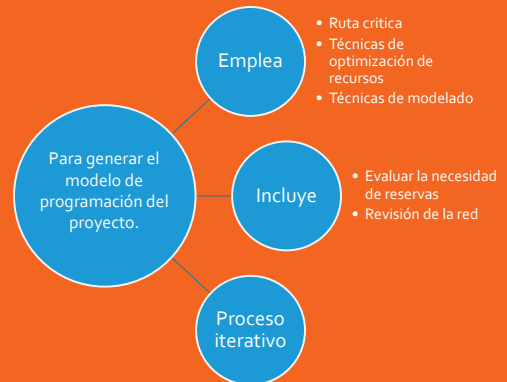 Para generar el
modelo de
programación del
proyecto.
Emplea
• Ruta critica
• Técnicas de
optimización de
recursos
• Técnicas de modelado
Incluye
• Evaluar la necesidad
de reservas
• Revisión de la red
Proceso
iterativo